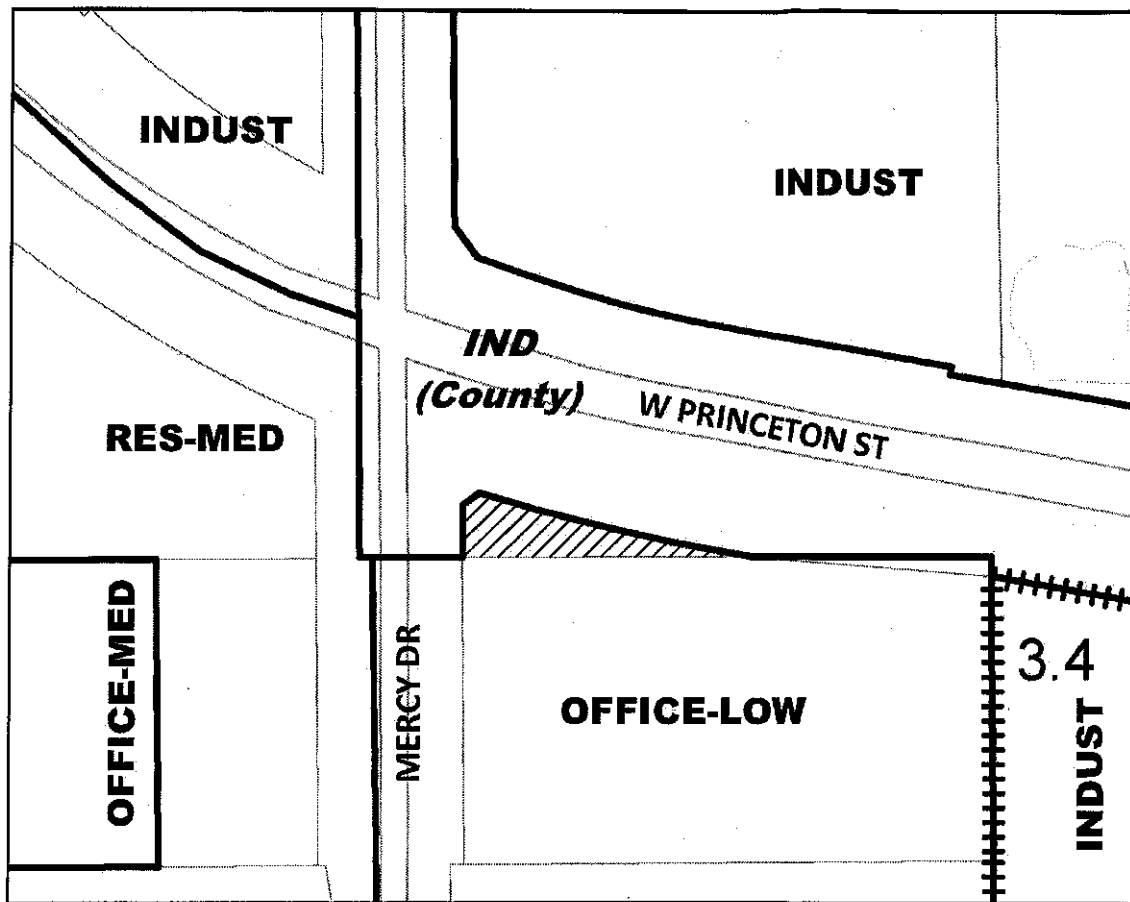 INDUST
INDUST
IND
(County)
W PRINCETON ST
RES-MED
OFFICE-MED
MERCY DR
OFFICE-LOW
3.4
INDUST